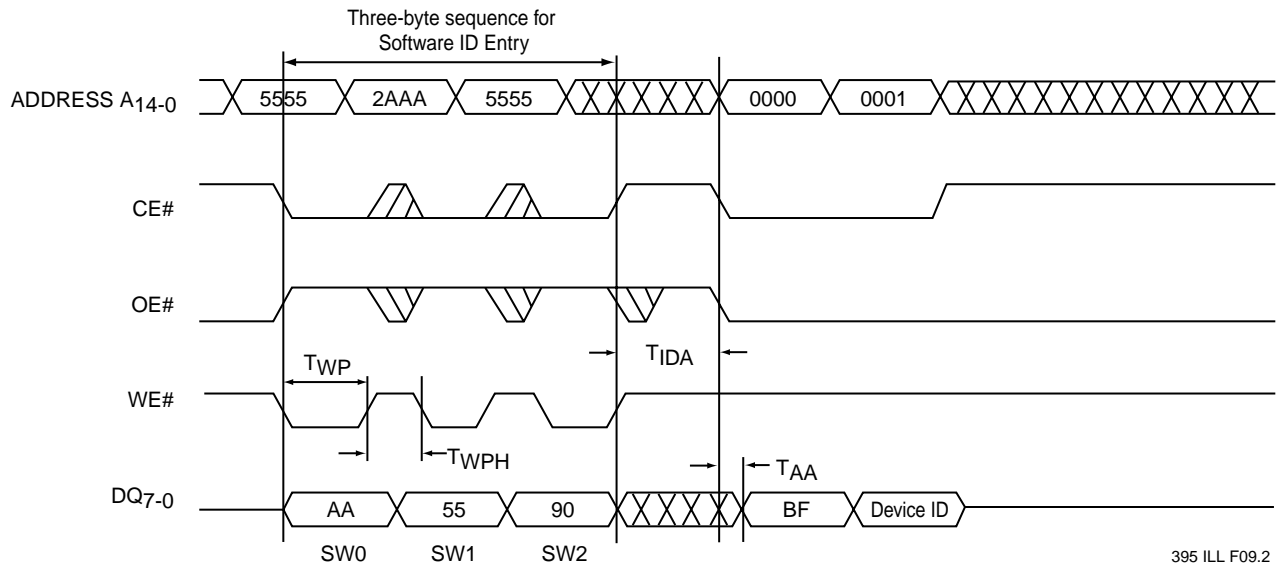 Three-byte sequence for
Software ID Entry
ADDRESS A14-0
5555
2AAA
5555
0000
0001
CE#
OE#
TWP
TIDA
WE#
TWPH
TAA
DQ7-0
AA
55
90
BF
Device ID
SW0
SW1
SW2
395 ILL F09.2